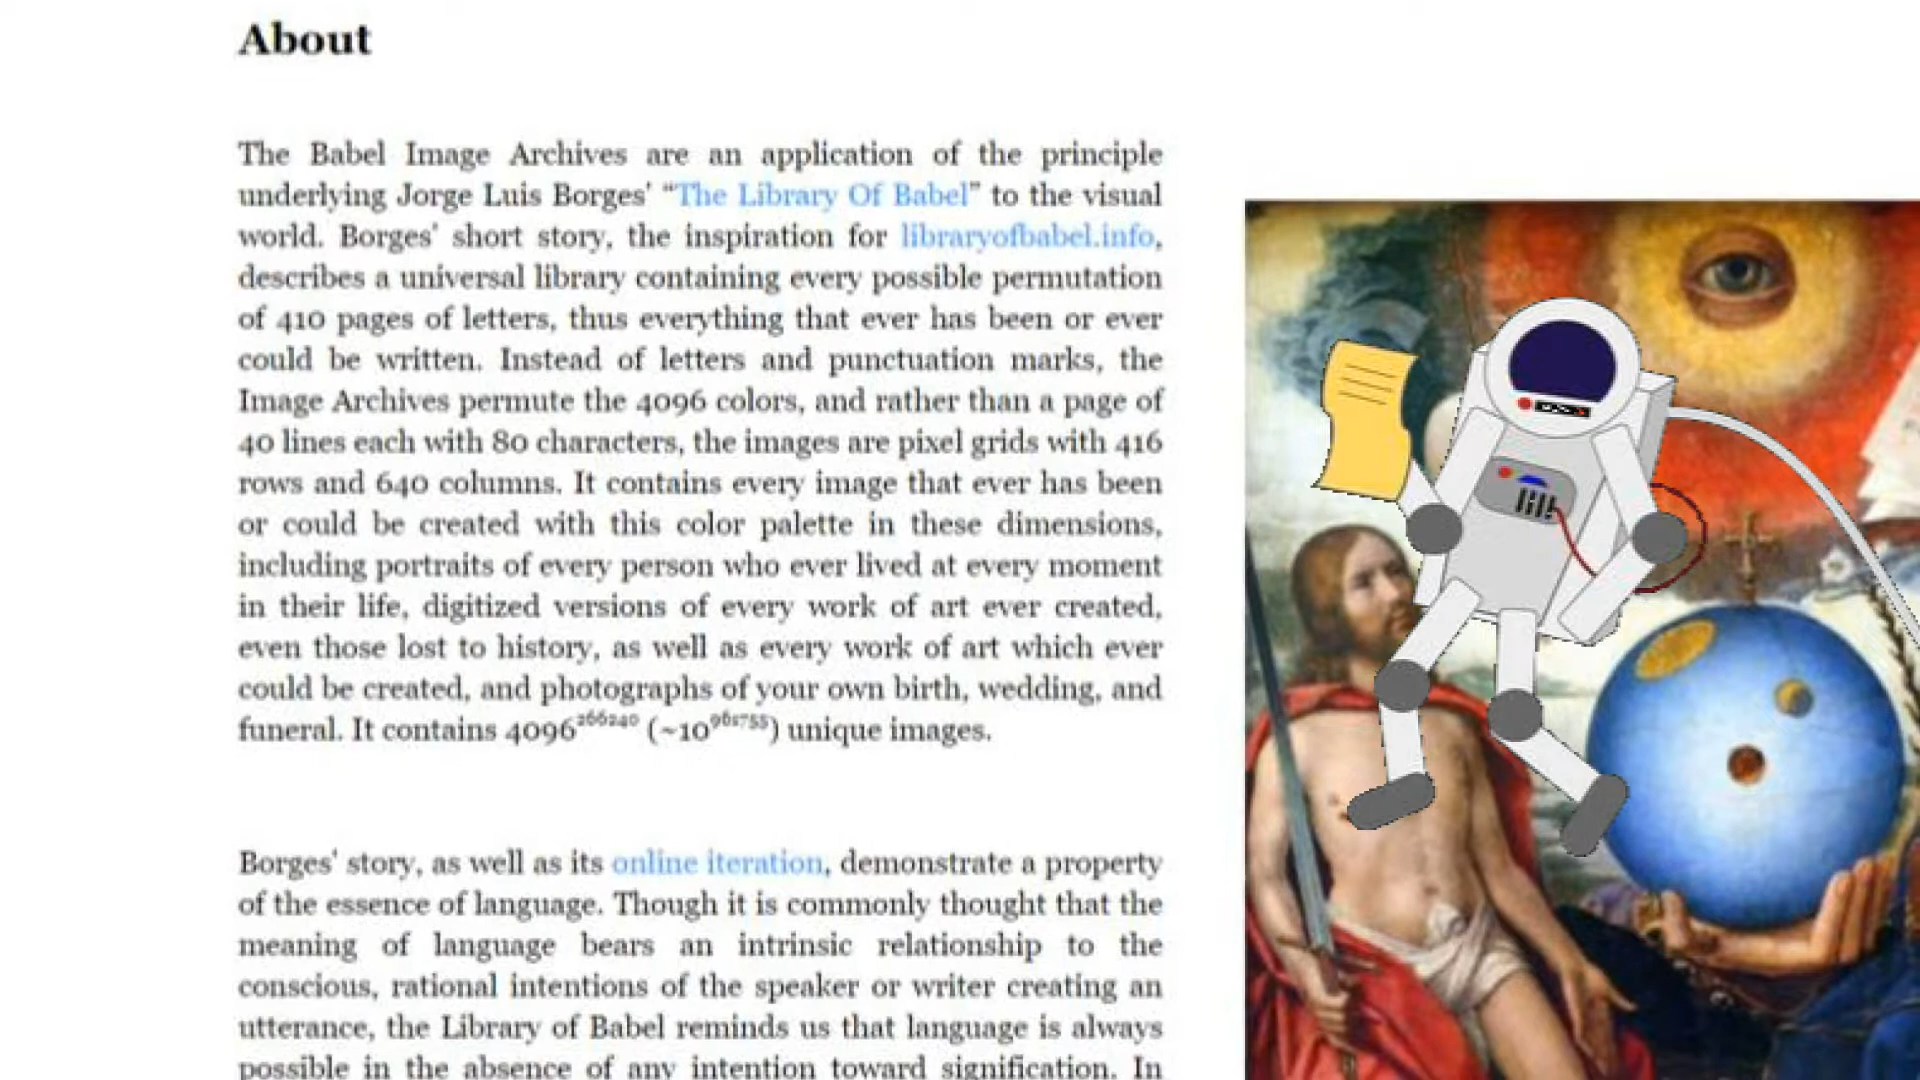 About
The Babel Image Archives are an application of the principle
underlying Jorge Luis Borges' “The Library Of Babel” to the visual
world. Borges' short story, the inspiration for libraryofbabel.info,
describes a universal library containing every possible permutation
of 410 pages of letters, thus everything that ever has been or ever
could be written. Instead of letters and punctuation marks, the
Image Archives permute the 4096 colors, and rather than a page of
40 lines each with 80 characters, the images are pixel grids with 416
rows and 640 columns. It contains every image that ever has been
or could be created with this color palette in these dimensions,
including portraits of every person who ever lived at every moment
in their life, digitized versions of every work of art ever created,
even those lost to history, as well as every work of art which ever
could be created, and photographs of your own birth, wedding, and
funeral. It contains 4096²⁶⁶²⁴⁰ (~10⁹⁶¹⁷⁵⁵) unique images.
Borges' story, as well as its online iteration, demonstrate a property
of the essence of language. Though it is commonly thought that the
meaning of language bears an intrinsic relationship to the
conscious, rational intentions of the speaker or writer creating an
utterance, the Library of Babel reminds us that language is always
possible in the absence of any intention toward signification. In